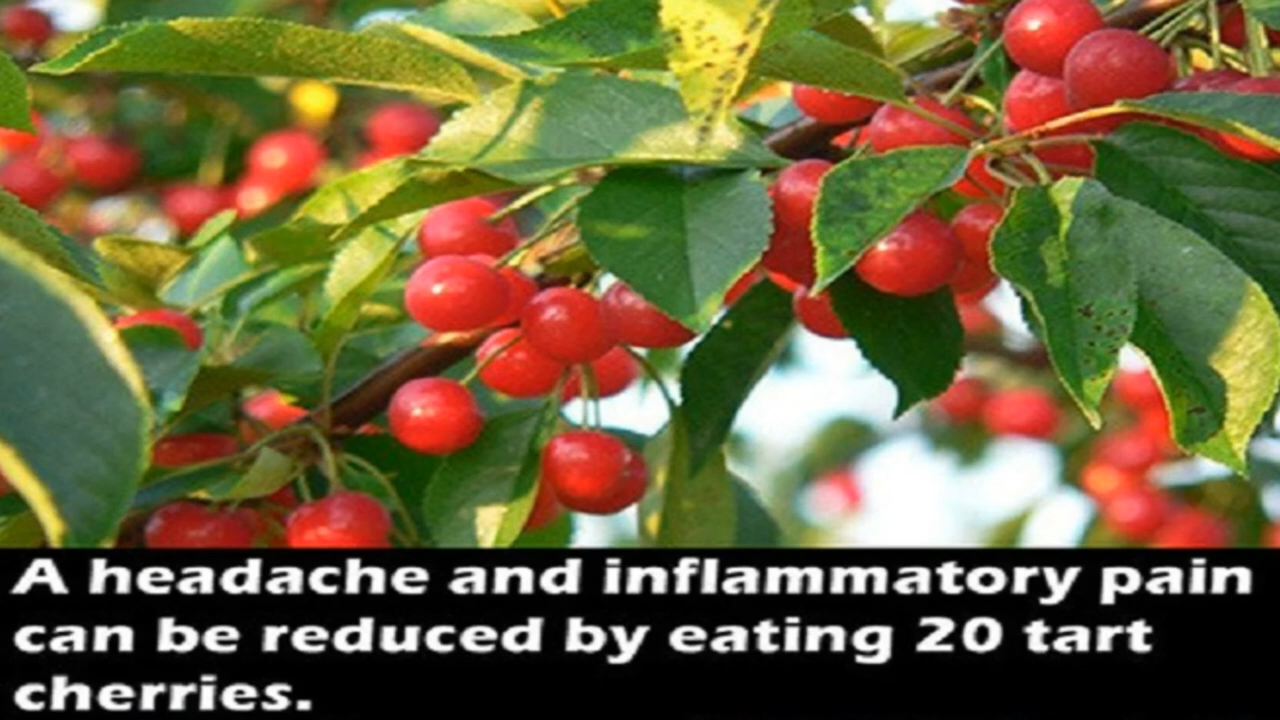 A headache and inflammatory pain
can be reduced by eating 20 tart
cherries.